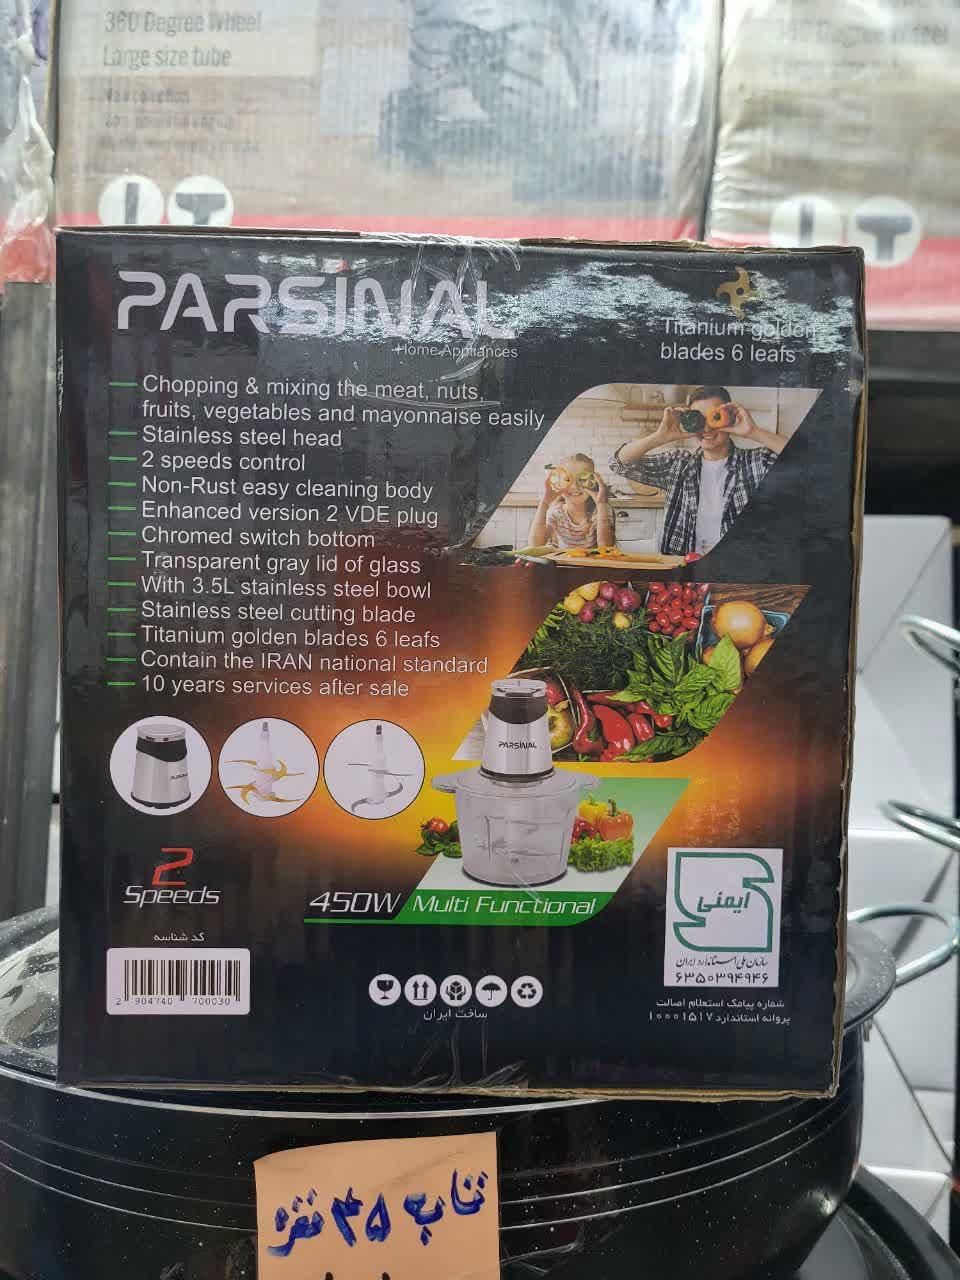 360 Degree Wheel
Large size tube
PARSINAL
Home Appliances
Titanium golden
blades 6 leafs
Chopping & mixing the meat, nuts,
fruits, vegetables and mayonnaise easily
Stainless steel head
2 speeds control
Non-Rust easy cleaning body
Enhanced version 2 VDE plug
Chromed switch bottom
Transparent gray lid of glass
With 3.5L stainless steel bowl
Stainless steel cutting blade
Titanium golden blades 6 leafs
Contain the IRAN national standard
10 years services after sale
PARSINAL
PARSINAL
2
Speeds
450W Multi Functional
ایمنی
سازمان ملی استاندارد ایران
۶۳۵۰۳۹۴۹۴۶
شماره پیامک استعلام اصالت
پروانه استاندارد ۱۰۰۰۱۵۱۷
کد شناسه
2 904740 700030
ساخت ایران
تاپ ۳۵ نفره